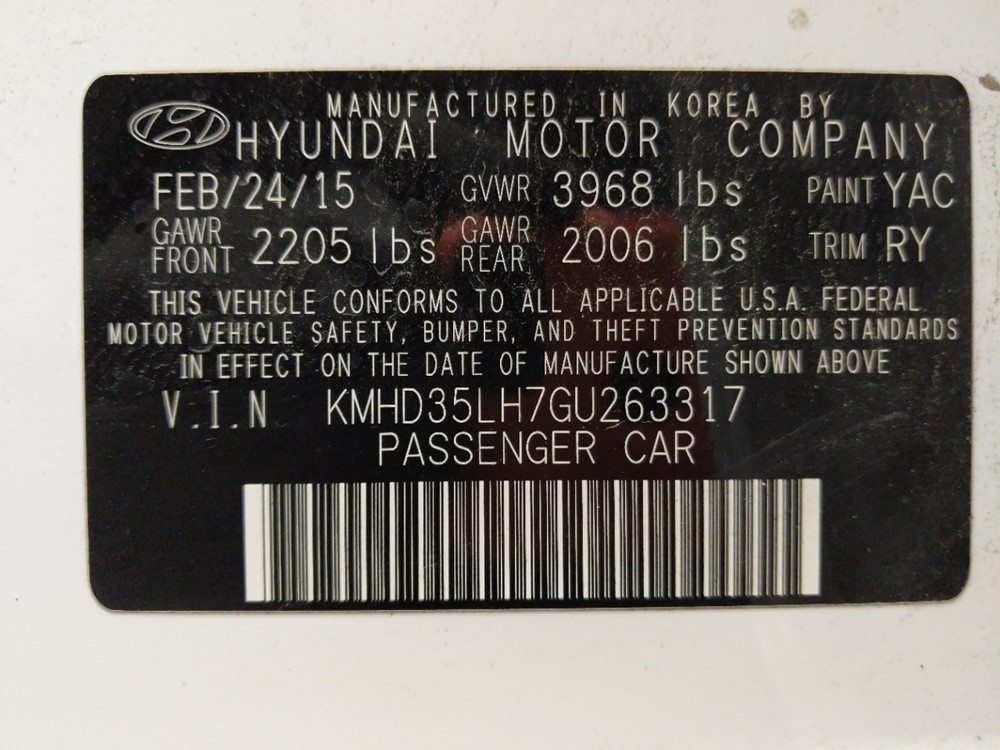 MANUFACTURED IN KOREA BY
HYUNDAI MOTOR COMPANY
FEB/24/15 GVWR 3968 lbs PAINT YAC
GAWR FRONT 2205 lbs GAWR REAR 2006 lbs TRIM RY
THIS VEHICLE CONFORMS TO ALL APPLICABLE U.S.A. FEDERAL
MOTOR VEHICLE SAFETY, BUMPER, AND THEFT PREVENTION STANDARDS
IN EFFECT ON THE DATE OF MANUFACTURE SHOWN ABOVE
V.I.N KMHD35LH7GU263317
PASSENGER CAR